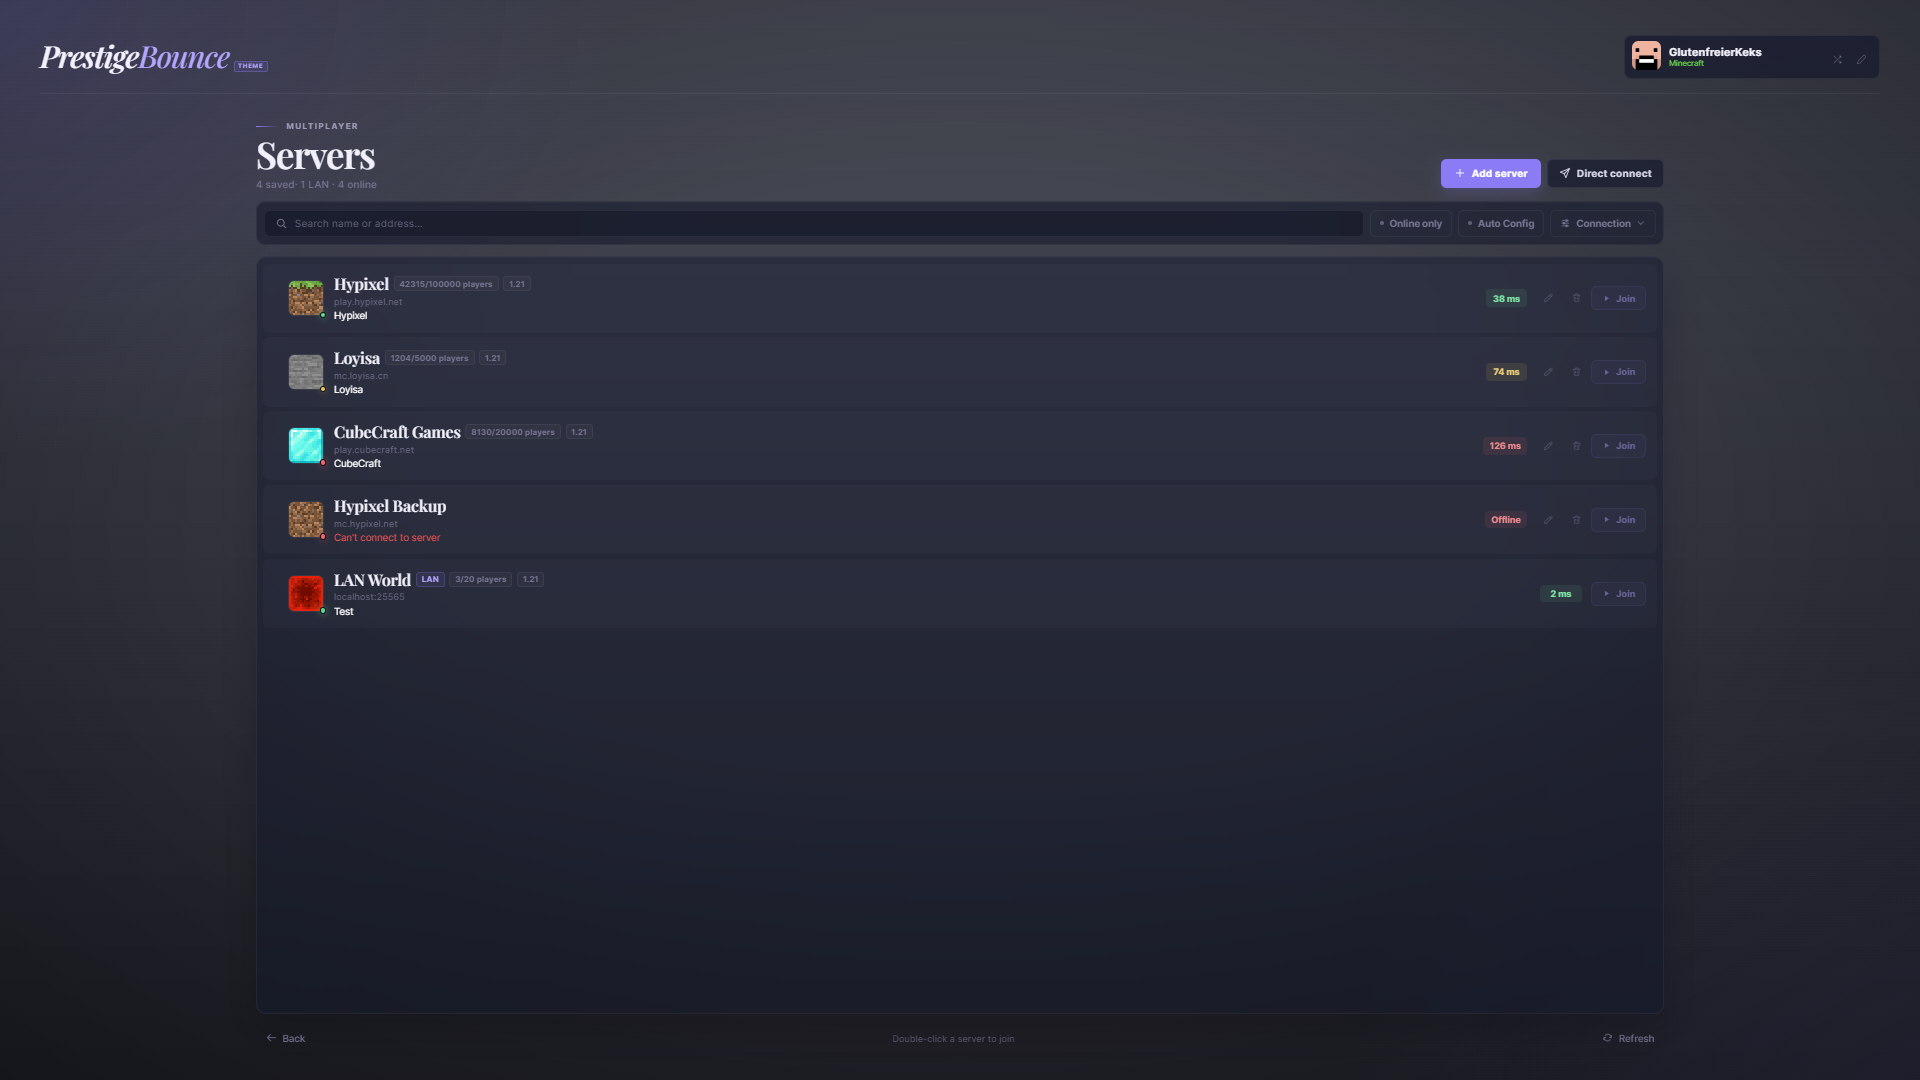 PrestigeBounce THEME
GlutenfreierKeks
Minecraft
MULTIPLAYER
Servers
4 saved· 1 LAN · 4 online
Add server
Direct connect
Search name or address...
Online only
Auto Config
Connection
Hypixel 42315/100000 players 1.21
play.hypixel.net
Hypixel
38 ms
Join
Loyisa 1204/5000 players 1.21
mc.loyisa.cn
Loyisa
74 ms
Join
CubeCraft Games 8130/20000 players 1.21
play.cubecraft.net
CubeCraft
126 ms
Join
Hypixel Backup
mc.hypixel.net
Can't connect to server
Offline
Join
LAN World LAN 3/20 players 1.21
localhost:25565
Test
2 ms
Join
Back
Double-click a server to join
Refresh